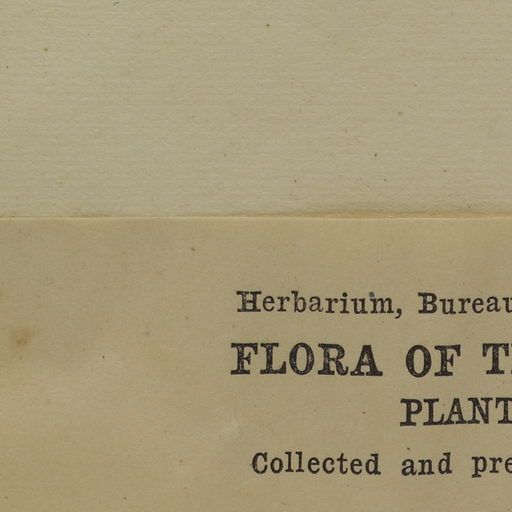 Herbarium, Bureau
FLORA OF T
PLANT
Collected and pre